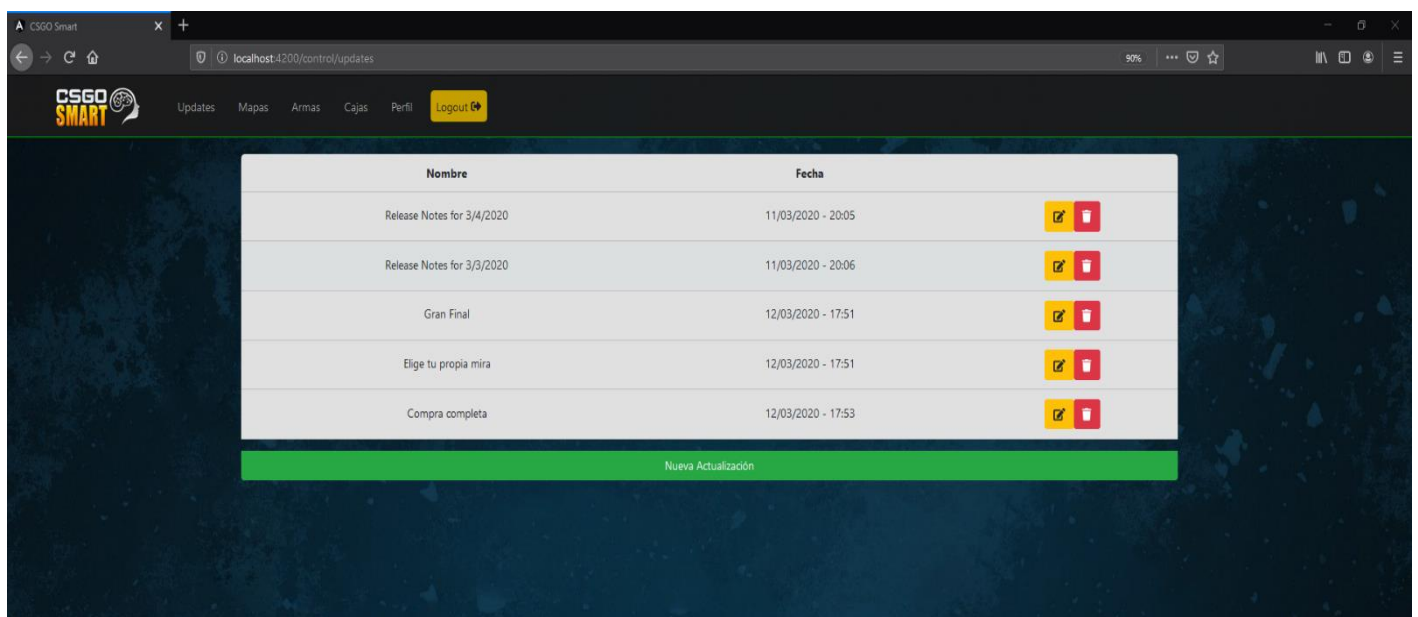 CSGO Smart
localhost:4200/control/updates
90%
CSGO
SMART
Updates Mapas Armas Cajas Perfil Logout
Nombre Fecha
Release Notes for 3/4/2020 11/03/2020 - 20:05
Release Notes for 3/3/2020 11/03/2020 - 20:06
Gran Final 12/03/2020 - 17:51
Elige tu propia mira 12/03/2020 - 17:51
Compra completa 12/03/2020 - 17:53
Nueva Actualización